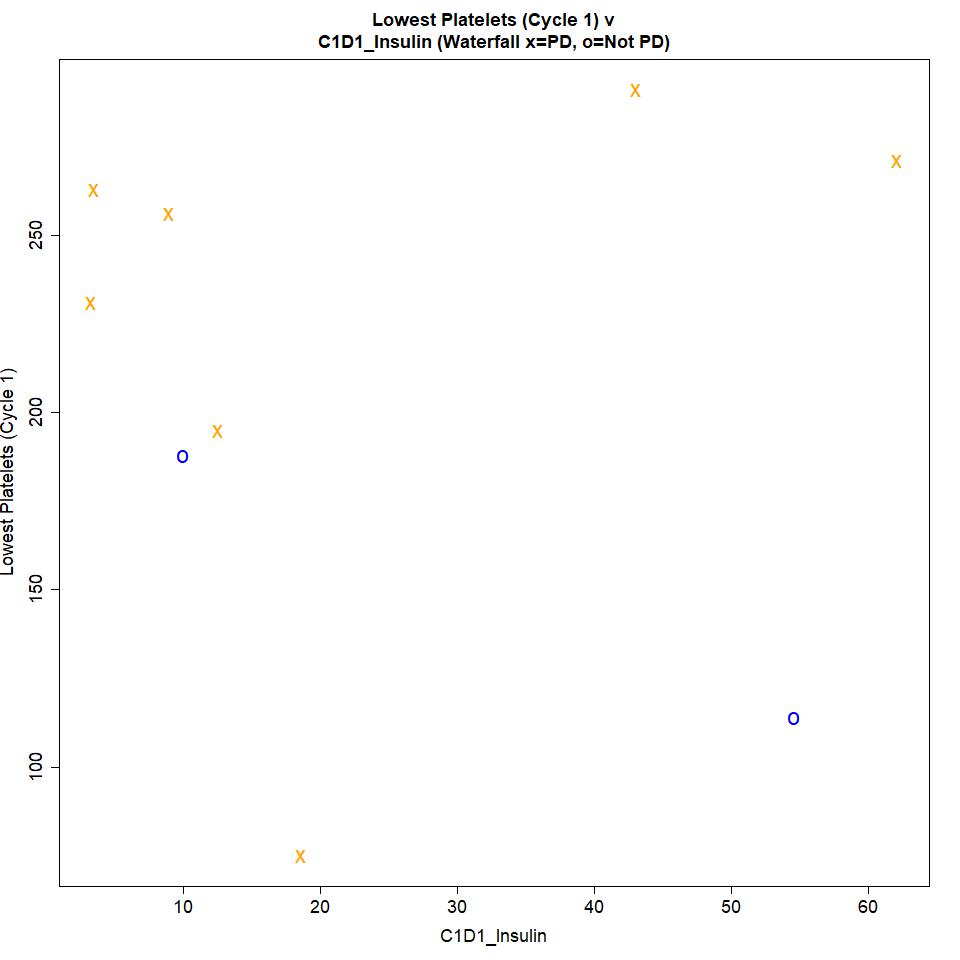 Lowest Platelets (Cycle 1) v
C1D1_Insulin (Waterfall x=PD, o=Not PD)
Lowest Platelets (Cycle 1)
250
200
150
100
X
X
X
X
X
X
O
O
X
10
20
30
40
50
60
C1D1_Insulin